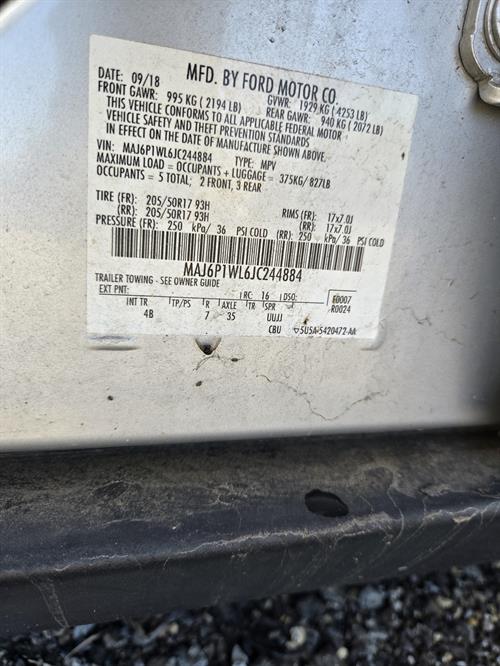 MFD. BY FORD MOTOR CO.
DATE: 09/18 GVWR: 1929 KG ( 4253 LB)
FRONT GAWR: 995 KG ( 2194 LB) REAR GAWR: 940 KG ( 2072 LB)
THIS VEHICLE CONFORMS TO ALL APPLICABLE FEDERAL MOTOR
VEHICLE SAFETY AND THEFT PREVENTION STANDARDS
IN EFFECT ON THE DATE OF MANUFACTURE SHOWN ABOVE.
VIN: MAJ6P1WL6JC244884 TYPE: MPV
MAXIMUM LOAD = OCCUPANTS + LUGGAGE = 375KG/ 827LB
OCCUPANTS = 5 TOTAL; 2 FRONT, 3 REAR
TIRE (FR): 205/50R17 93H RIMS (FR): 17x7.0J
(RR): 205/50R17 93H (RR): 17x7.0J
PRESSURE (FR): 250 kPa/ 36 PSI COLD (RR) 250 kPa/ 36 PSI COLD
MAJ6P1WL6JC244884
TRAILER TOWING - SEE OWNER GUIDE
EXT PNT: RC: 16 DSO: E0007
INT TR TP/PS R AXLE TR SPR R0024
4B 7 35 UUJJ
CBU 5U5A-5420472-AA